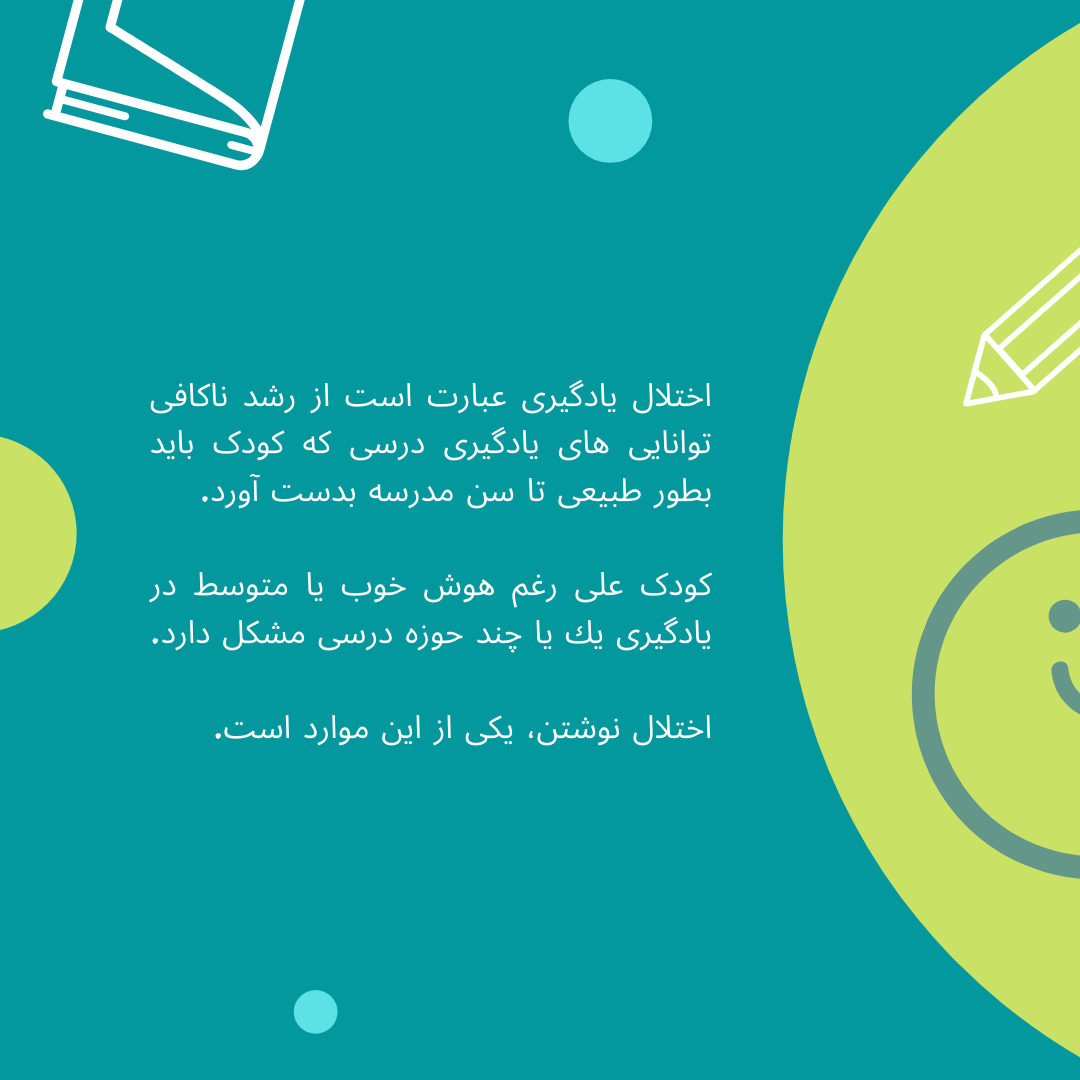 اختلال یادگیری عبارت است از رشد ناکافی
توانایی های یادگیری درسی که کودک باید
بطور طبیعی تا سن مدرسه بدست آورد.
کودک علی رغم هوش خوب یا متوسط در
یادگیری یك یا چند حوزه درسی مشکل دارد.
اختلال نوشتن، یکی از این موارد است.